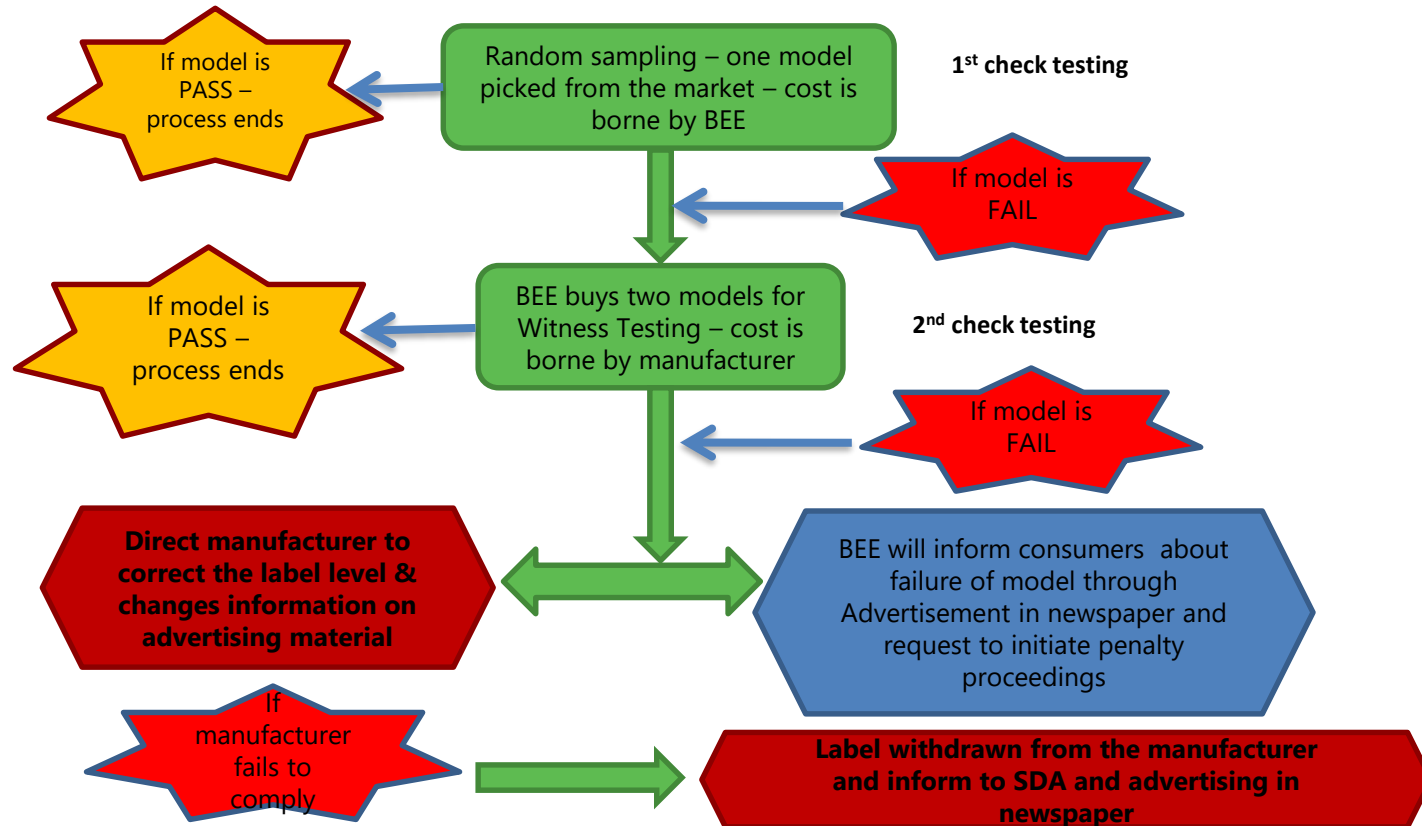 If model is
PASS –
process ends
Random sampling – one model
picked from the market – cost is
borne by BEE
1st check testing
If model is
FAIL
If model is
PASS –
process ends
BEE buys two models for
Witness Testing – cost is
borne by manufacturer
2nd check testing
If model is
FAIL
Direct manufacturer to
correct the label level &
changes information on
advertising material
BEE will inform consumers about
failure of model through
Advertisement in newspaper and
request to initiate penalty
proceedings
If
manufacturer
fails to
comply
Label withdrawn from the manufacturer
and inform to SDA and advertising in
newspaper